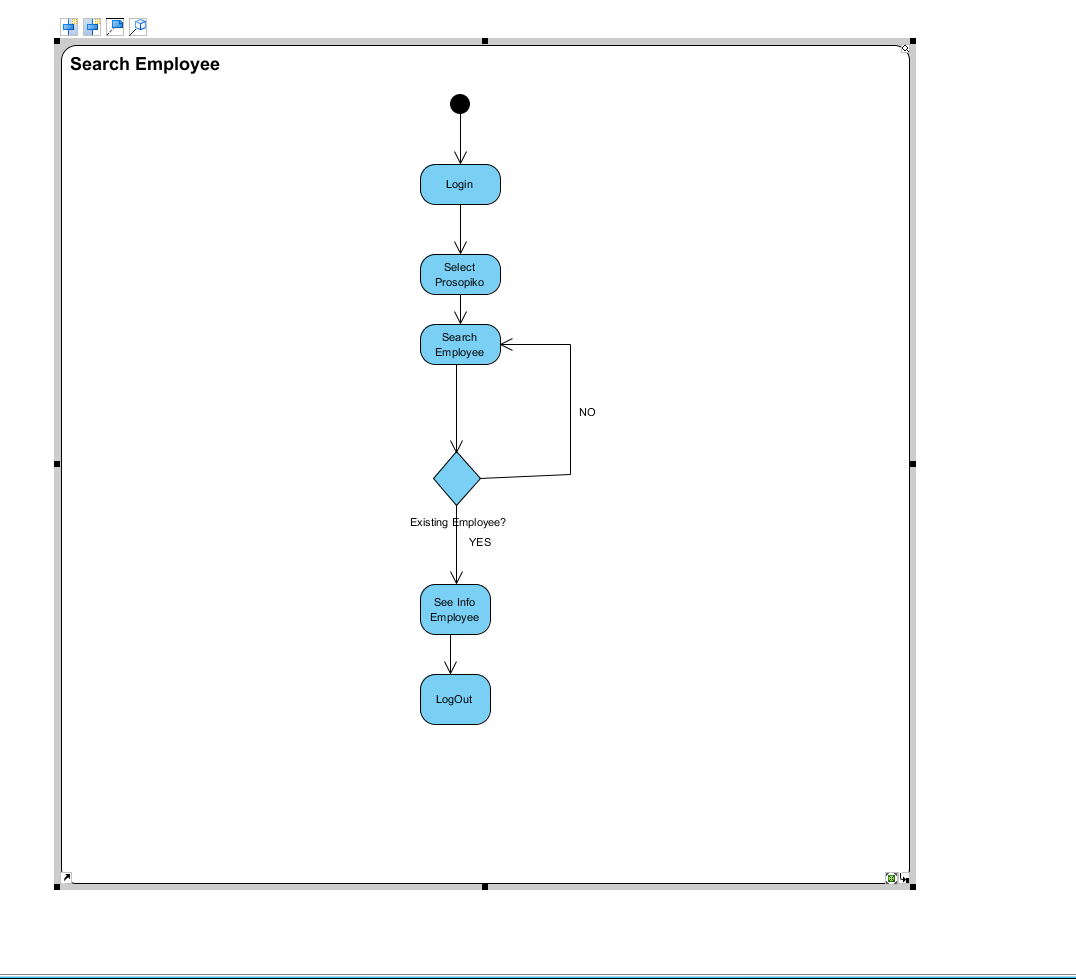 Search Employee
Login
Select
Prosopiko
Search
Employee
NO
Existing Employee?
YES
See Info
Employee
LogOut